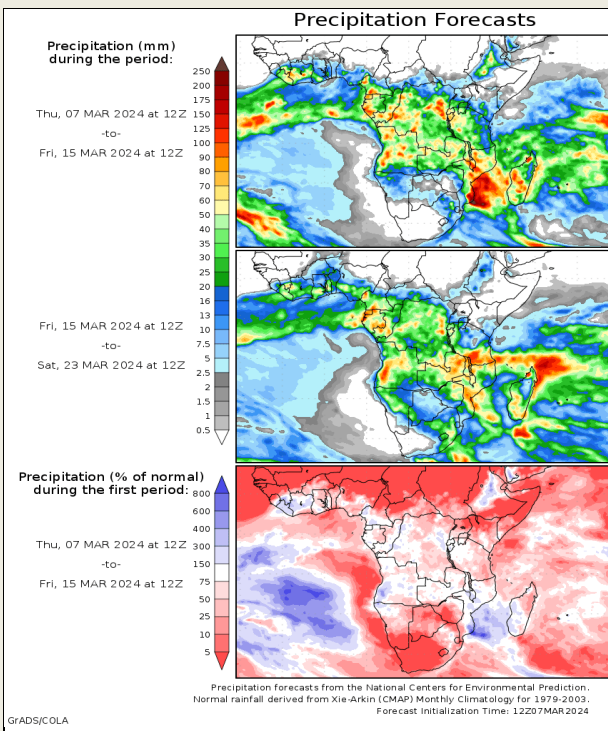 Precipitation Forecasts
Precipitation (mm)
during the period:
Thu, 07 MAR 2024 at 12Z
-to-
Fri, 15 MAR 2024 at 12Z
250
200
175
150
125
100
90
80
70
60
50
40
35
30
25
20
16
13
10
7.5
5
2.5
2
1.5
1
0.5
Fri, 15 MAR 2024 at 12Z
-to-
Sat, 23 MAR 2024 at 12Z
Precipitation (% of normal)
during the first period:
Thu, 07 MAR 2024 at 12Z
-to-
Fri, 15 MAR 2024 at 12Z
800
600
400
300
150
75
50
25
10
5
Precipitation forecasts from the National Centers for Environmental Prediction.
Normal rainfall derived from Xie-Arkin (CMAP) Monthly Climatology for 1979-2003.
Forecast Initialization Time: 12Z07MAR2024
GrADS/COLA